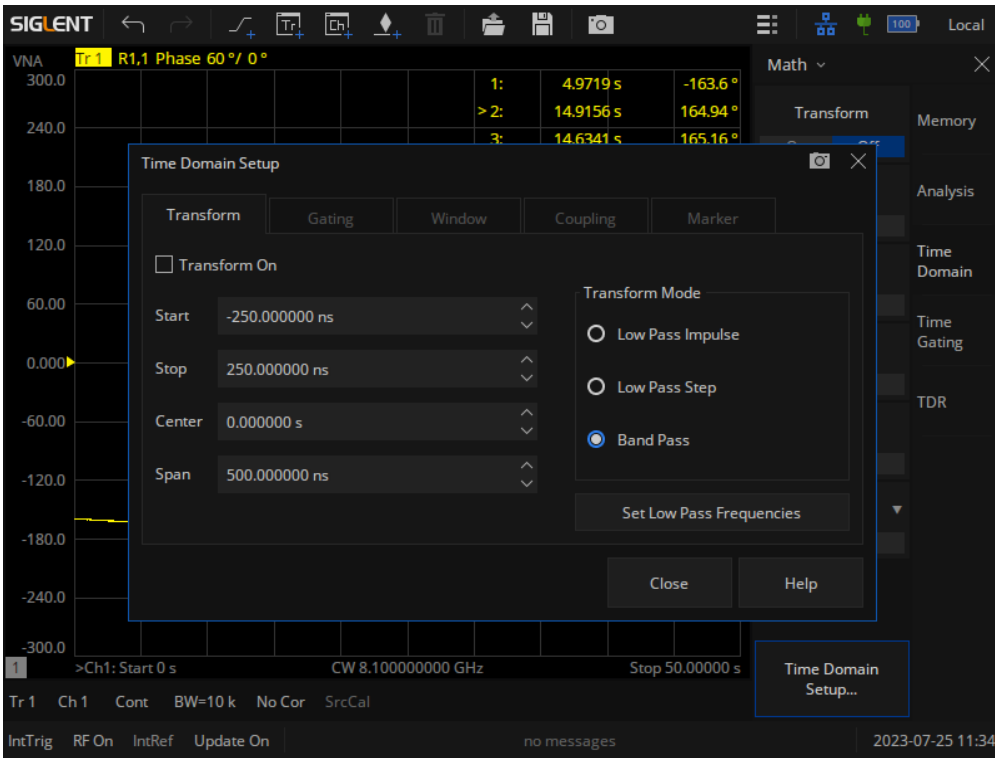 SIGLENT Tr Ch 100 Local
VNA Tr 1 R1,1 Phase 60 °/ 0 °
Math
300.0
1: 4.9719 s -163.6 °
> 2: 14.9156 s 164.94 °
3: 14.6341 s 165.16 °
Transform
Off
Memory
240.0
Time Domain Setup
180.0
Transform Gating Window Coupling Marker
Analysis
120.0
Transform On
Time
Domain
60.00
Start -250.000000 ns
Transform Mode
Low Pass Impulse
Time
Gating
0.000
Stop 250.000000 ns
Low Pass Step
TDR
-60.00
Center 0.000000 s
Band Pass
-120.0
Span 500.000000 ns
Set Low Pass Frequencies
-180.0
-240.0
Close Help
-300.0
1 >Ch1: Start 0 s CW 8.100000000 GHz Stop 50.00000 s
Time Domain
Setup...
Tr 1 Ch 1 Cont BW=10 k No Cor SrcCal
IntTrig RF On IntRef Update On no messages 2023-07-25 11:34